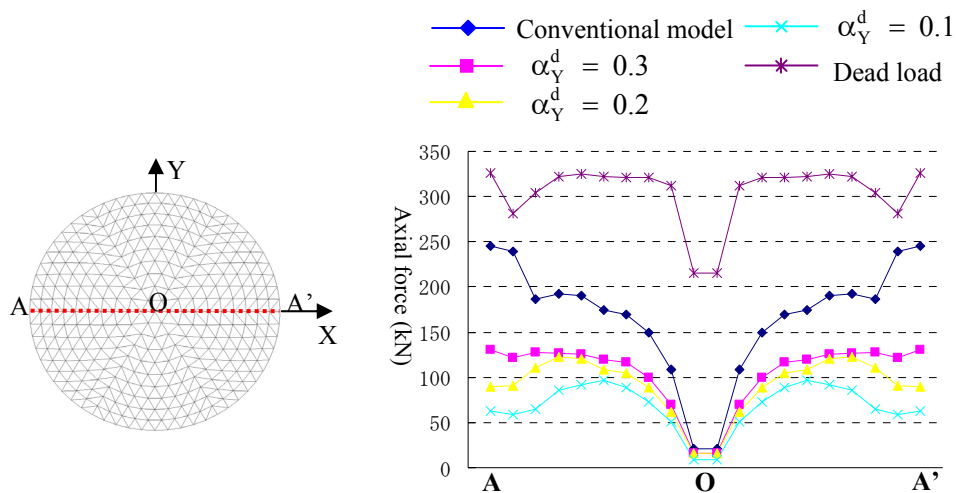 Conventional model
α_Y^d = 0.1
α_Y^d = 0.3
Dead load
α_Y^d = 0.2
Y
A
O
A'
X
Axial force (kN)
350
300
250
200
150
100
50
0
A
O
A'